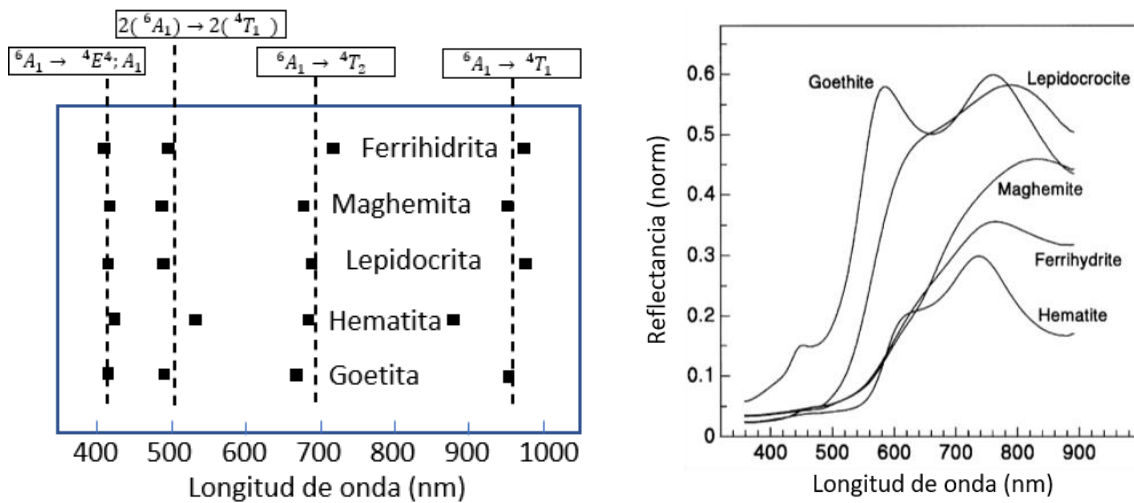 2(⁶A₁) → 2(⁴T₁)
⁶A₁ → ⁴E⁴; A₁
⁶A₁ → ⁴T₂
⁶A₁ → ⁴T₁
Ferrihidrita
Maghemita
Lepidocrita
Hematita
Goetita
400 500 600 700 800 900 1000
Longitud de onda (nm)
Reflectancia (norm)
0.6
0.5
0.4
0.3
0.2
0.1
0
Goethite
Lepidocrocite
Maghemite
Ferrihydrite
Hematite
400 500 600 700 800 900
Longitud de onda (nm)